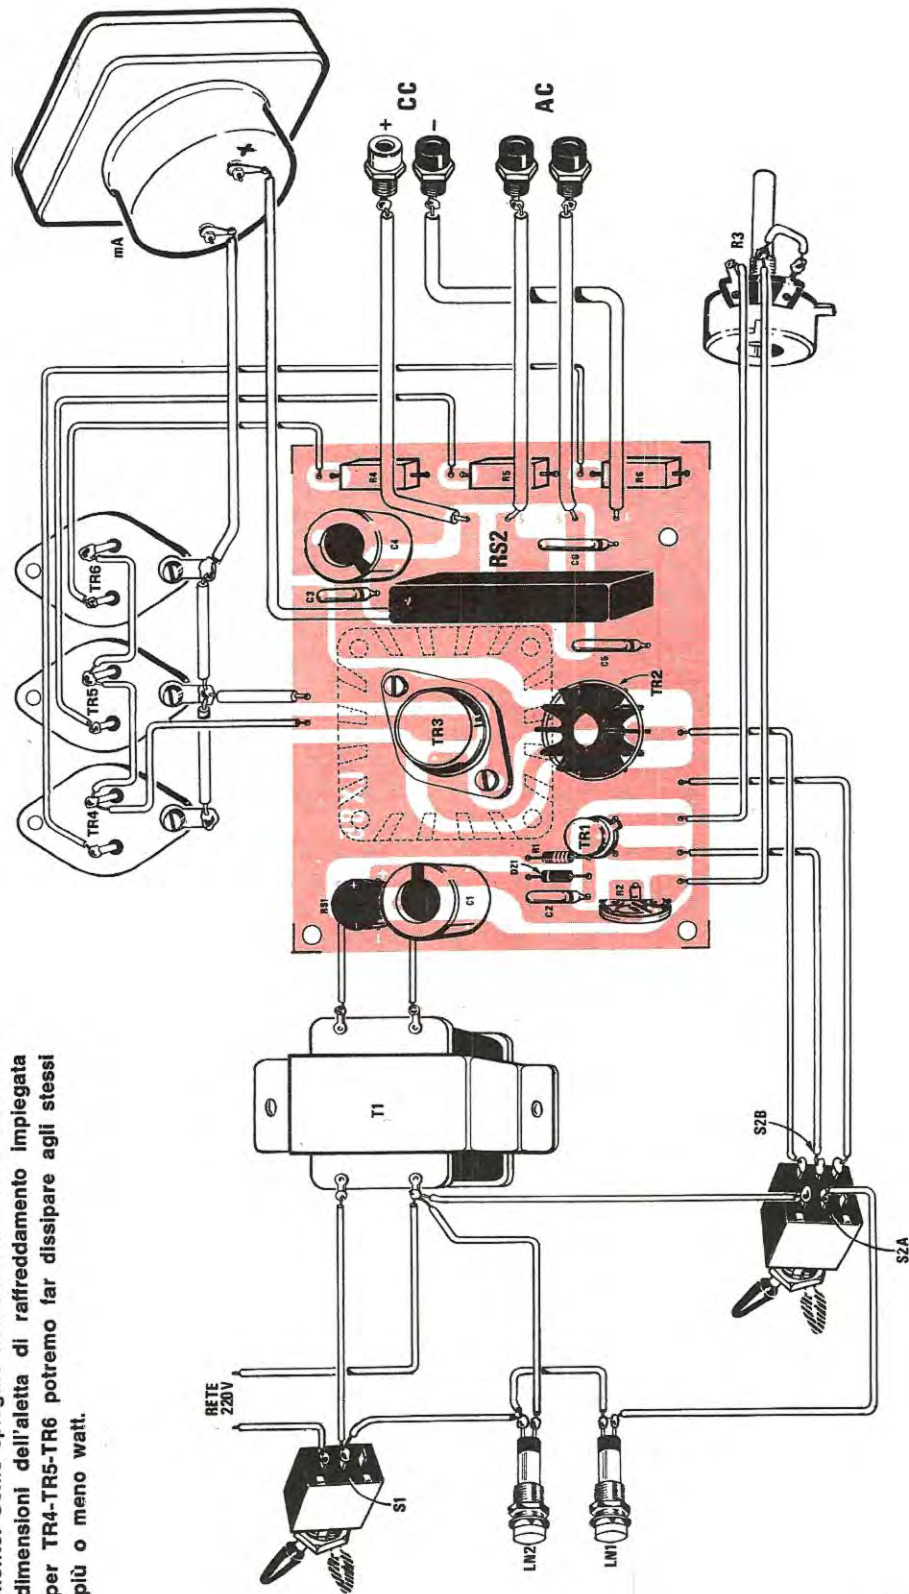 dimensioni dell'aletta di raffreddamento impiegata
per TR4-TR5-TR6 potremo far dissipare agli stessi
più o meno watt.
mA
+
TR4
TR5
TR6
+
CC
-
AC
R3
R4
R5
R6
C4
C3
RS2
C6
C5
TR3
TR2
TR1
RS1
C1
DZ1
R1
C2
R2
T1
RETE
220V
S1
S2B
S2A
LN2
LN1